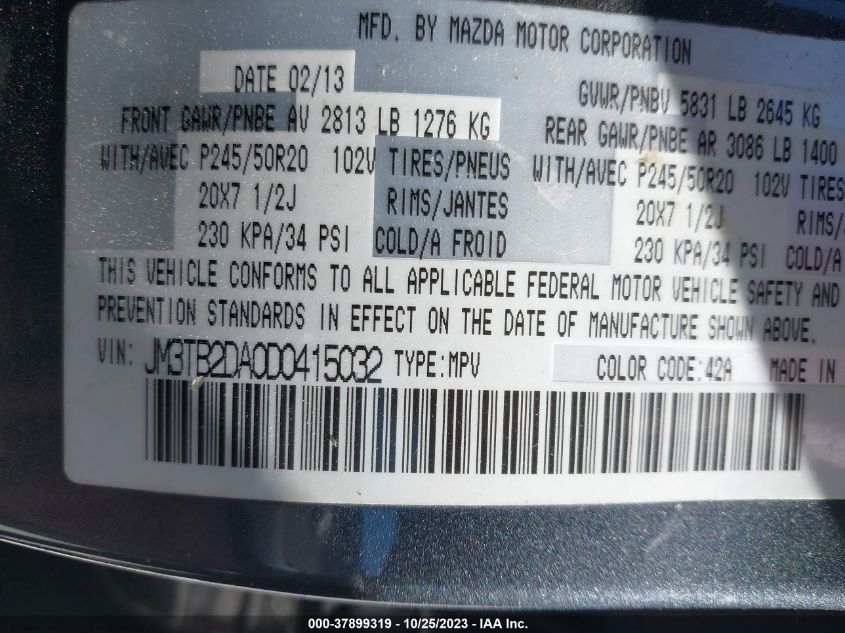 MFD. BY MAZDA MOTOR CORPORATION
DATE 02/13
GVWR/PNBV 5831 LB 2645 KG
FRONT GAWR/PNBE AV 2813 LB 1276 KG
REAR GAWR/PNBE AR 3086 LB 1400
WITH/AVEC P245/50R20 102V TIRES/PNEUS
WITH/AVEC P245/50R20 102V TIRES
20X7 1/2J RIMS/JANTES
20X7 1/2J RIMS/
230 KPA/34 PSI COLD/A FROID
230 KPA/34 PSI COLD/A
THIS VEHICLE CONFORMS TO ALL APPLICABLE FEDERAL MOTOR VEHICLE SAFETY AND
PREVENTION STANDARDS IN EFFECT ON THE DATE OF MANUFACTURE SHOWN ABOVE.
VIN: JM3TB2DA0D0415032 TYPE:MPV COLOR CODE:42A MADE IN
000-37899319 - 10/25/2023 - IAA Inc.